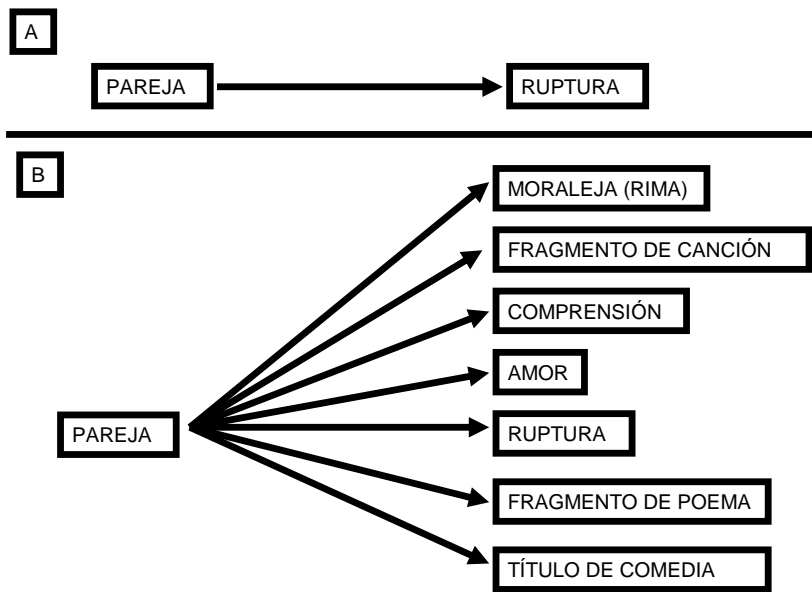 A
PAREJA RUPTURA
B
MORALEJA (RIMA)
FRAGMENTO DE CANCIÓN
COMPRENSIÓN
AMOR
PAREJA
RUPTURA
FRAGMENTO DE POEMA
TÍTULO DE COMEDIA